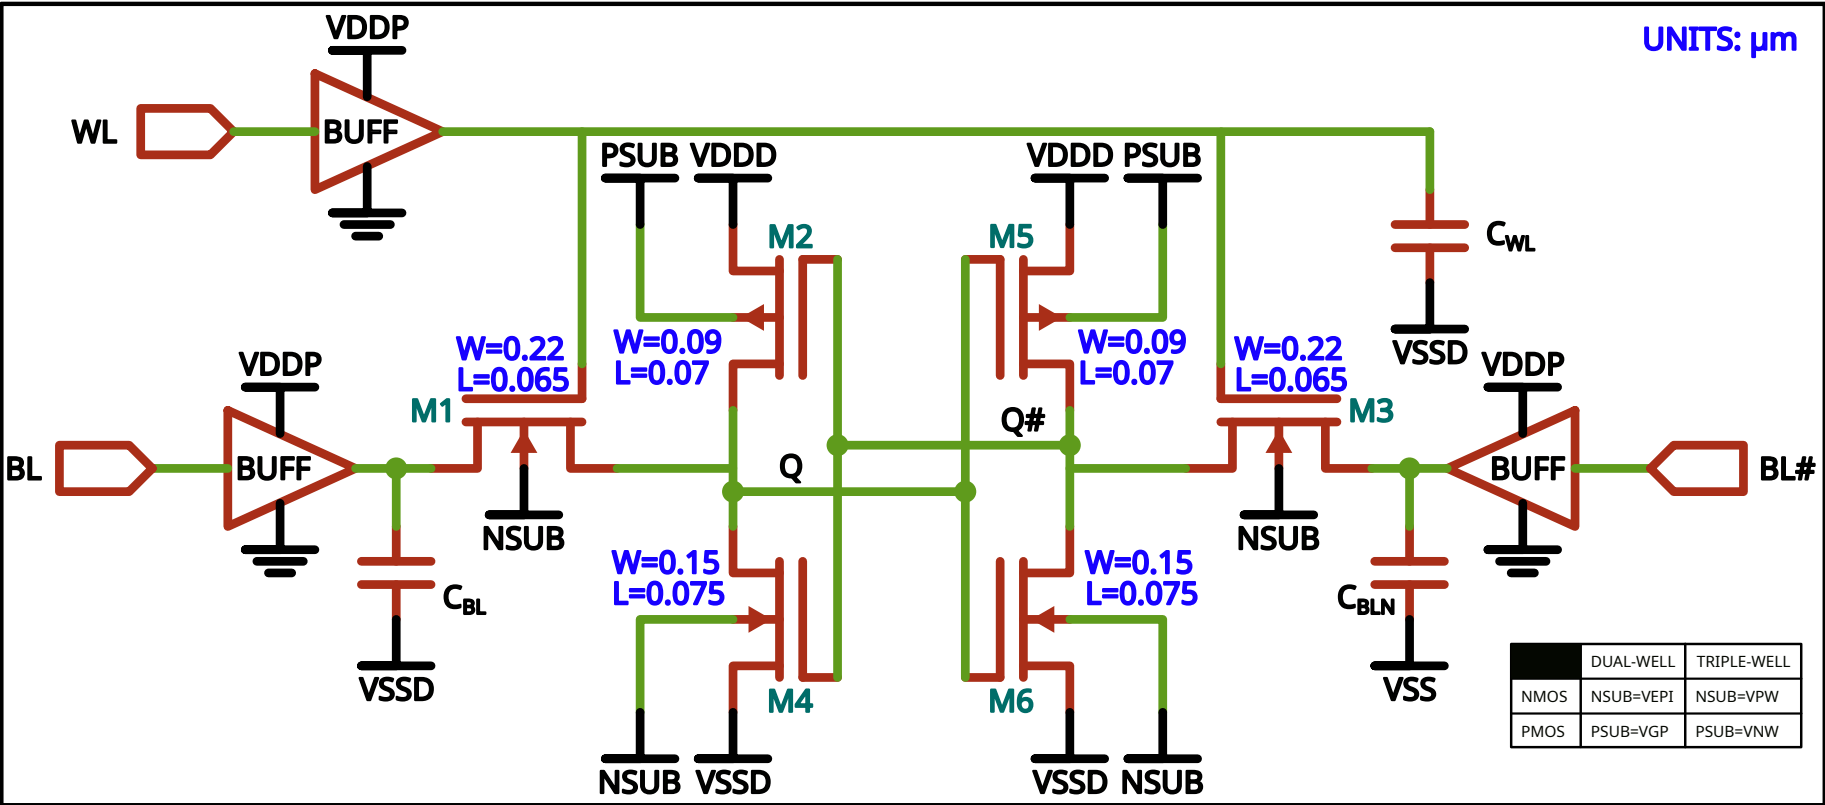 VDDP
UNITS: µm
WL
BUFF
PSUB VDDD
VDDD PSUB
M2
M5
C_WL
W=0.22
L=0.065
W=0.09
L=0.07
W=0.09
L=0.07
W=0.22
L=0.065
VSSD
VDDP
VDDP
M1
Q#
M3
BL
BUFF
Q
BUFF
BL#
NSUB
NSUB
W=0.15
L=0.075
W=0.15
L=0.075
C_BL
C_BLN
VSSD
M4
M6
VSS
NSUB VSSD
VSSD NSUB
DUAL-WELL TRIPLE-WELL
NMOS NSUB=VEPI NSUB=VPW
PMOS PSUB=VGP PSUB=VNW